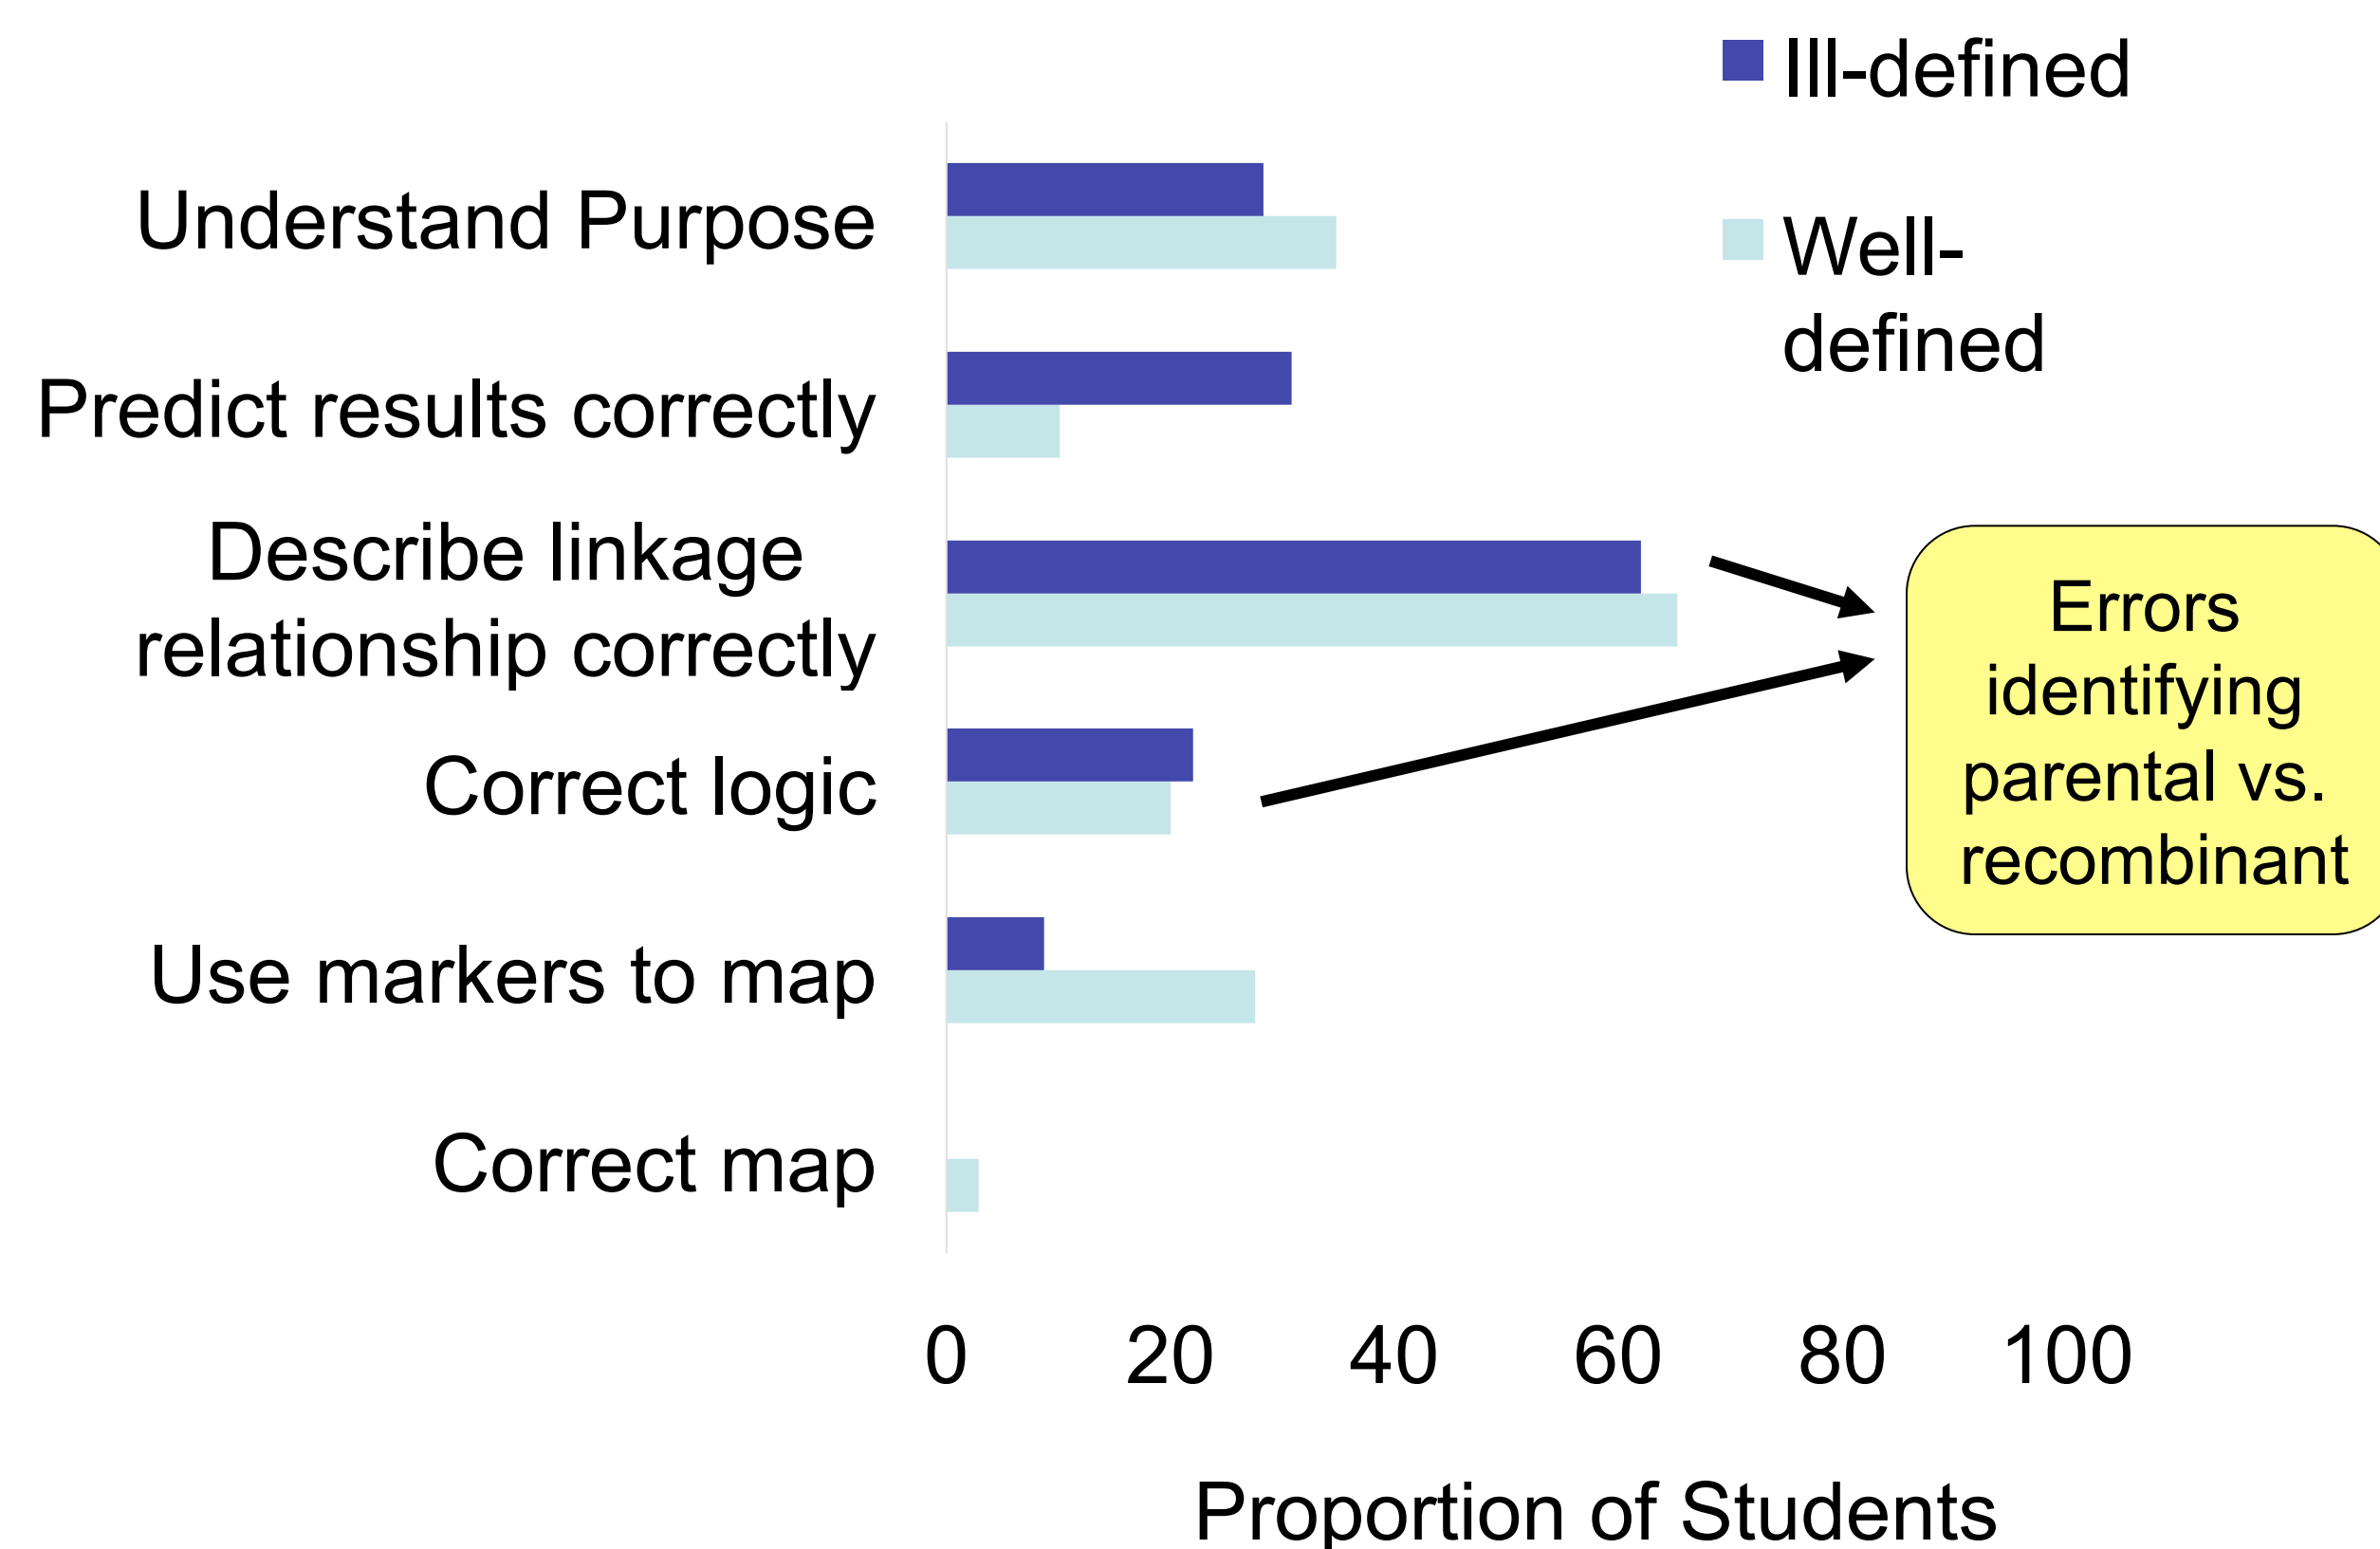 Ill-defined
Well-
defined
Understand Purpose
Predict results correctly
Describe linkage
relationship correctly
Correct logic
Use markers to map
Correct map
Errors
identifying
parental vs.
recombinant
0 20 40 60 80 100
Proportion of Students